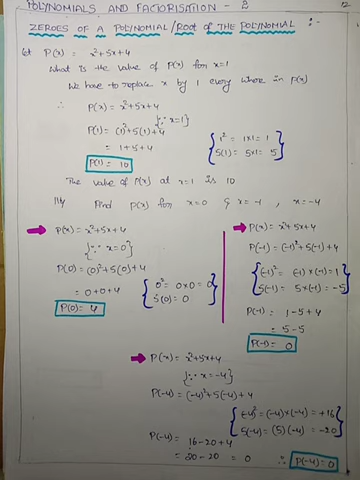 POLYNOMIALS AND FACTORISATION - 2
12
ZEROES OF A POLYNOMIAL / ROOT OF THE POLYNOMIAL :-
let P(x) = x²+5x+4
What is the value of P(x) for x=1
We have to replace x by 1 every where in P(x)
∴ P(x) = x²+5x+4
{∵ x=1}
P(1) = (1)²+5(1)+4
= 1+5+4
P(1) = 10
{ 1² = 1×1 = 1
5(1) = 5×1 = 5 }
The value of P(x) at x=1 is 10
llly Find P(x) for x=0 & x=-1 , x=-4
P(x) = x²+5x+4
{∵ x=0}
P(0) = (0)²+5(0)+4
= 0+0+4
P(0) = 4
{ 0² = 0×0 = 0
5(0) = 0 }
P(x) = x²+5x+4
P(-1) = (-1)²+5(-1)+4
{ (-1)² = (-1)×(-1) = 1
5(-1) = 5×(-1) = -5 }
P(-1) = 1-5+4
= 5-5
P(-1) = 0
P(x) = x²+5x+4
{∵ x=-4}
P(-4) = (-4)²+5(-4)+4
{ (-4)² = (-4)×(-4) = +16
5(-4) = (5)(-4) = -20 }
P(-4) = 16-20+4
= 20-20 = 0 ∴ P(-4) = 0